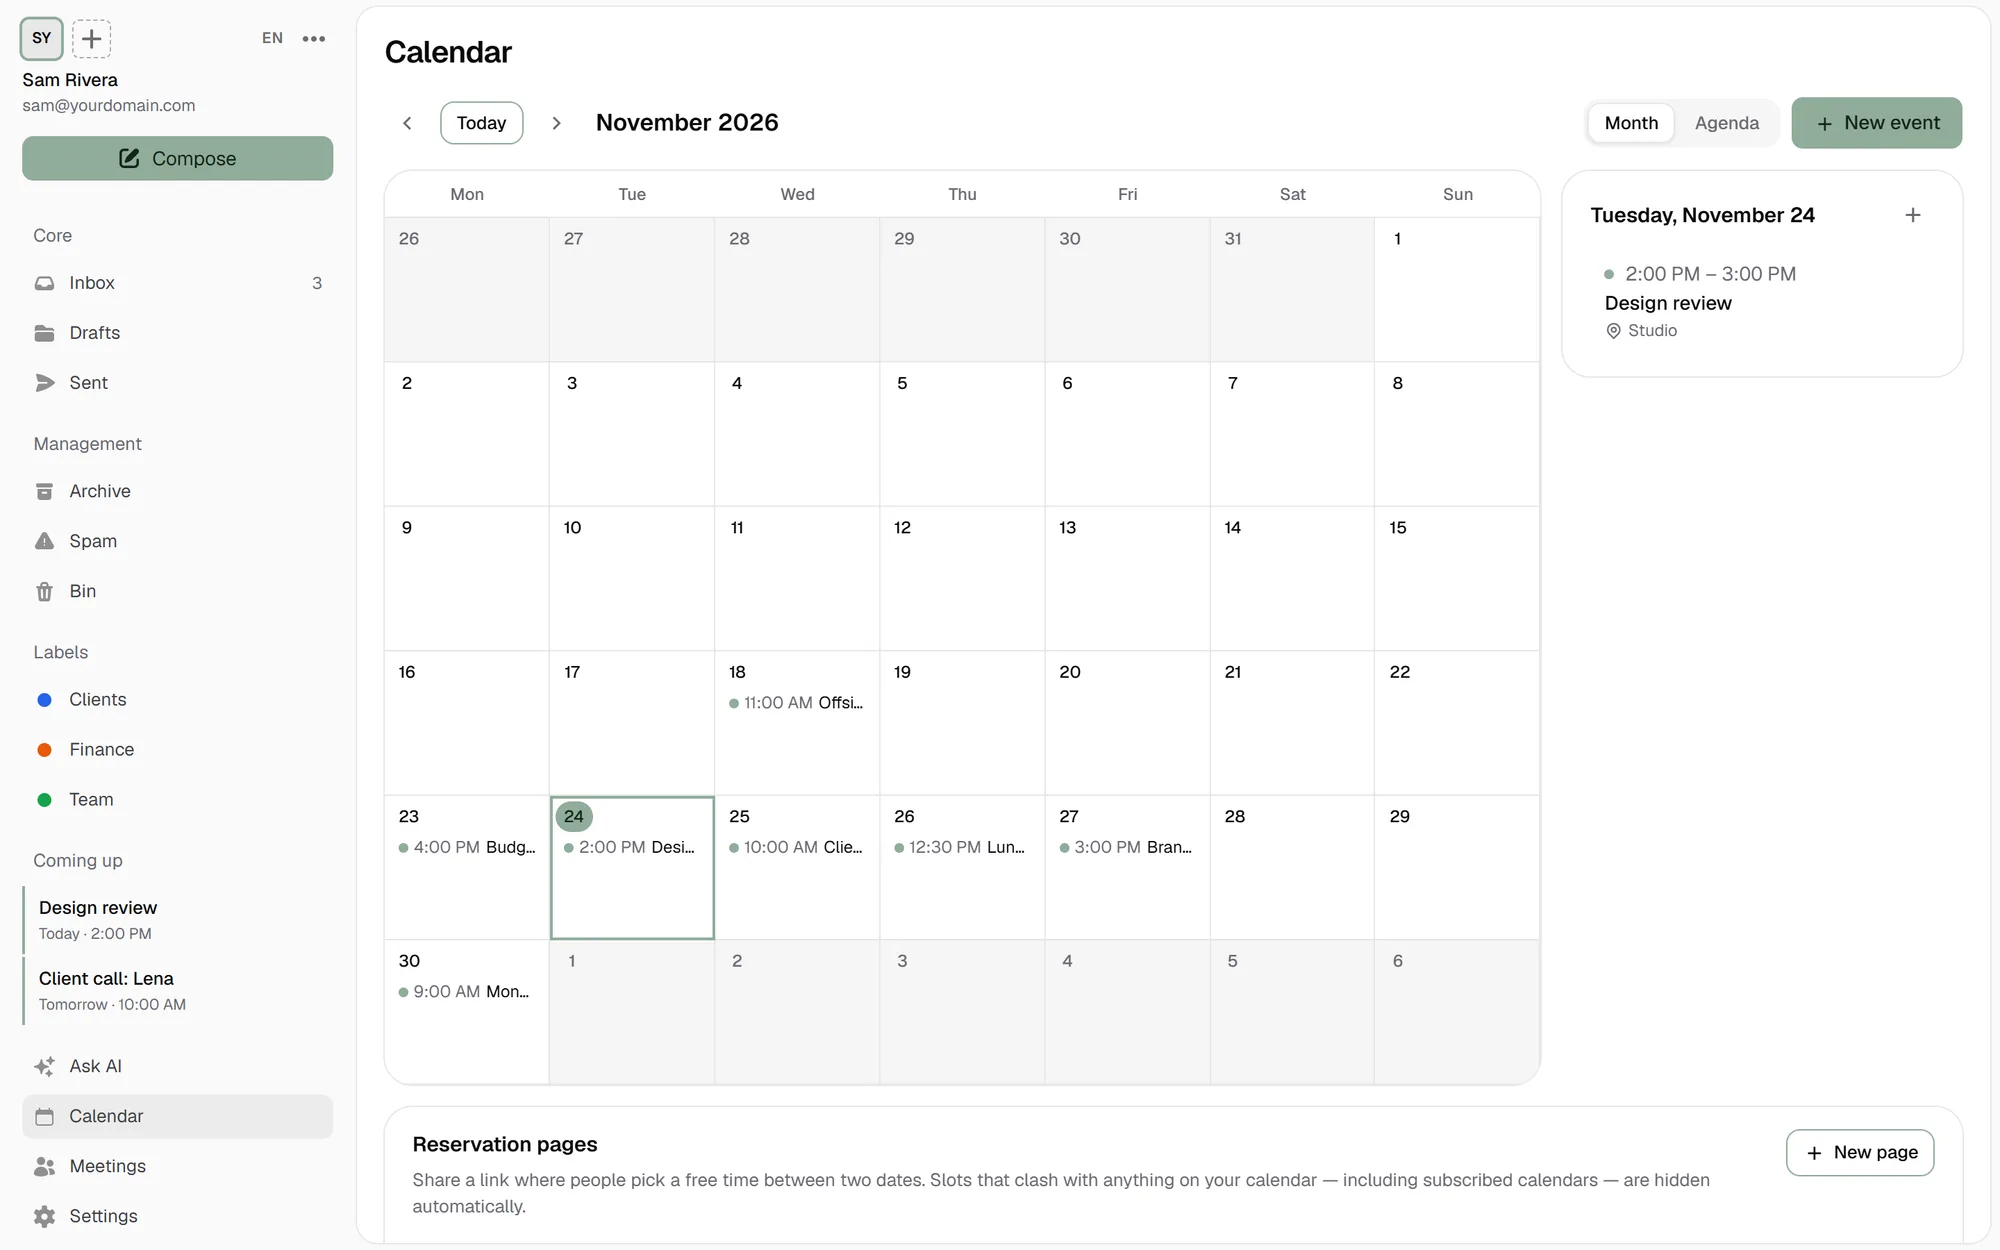 SY
EN
Sam Rivera
sam@yourdomain.com
Compose
Core
Inbox 3
Drafts
Sent
Management
Archive
Spam
Bin
Labels
Clients
Finance
Team
Coming up
Design review
Today · 2:00 PM
Client call: Lena
Tomorrow · 10:00 AM
Ask AI
Calendar
Meetings
Settings
Calendar
Today
November 2026
Month
Agenda
New event
Mon Tue Wed Thu Fri Sat Sun
26 27 28 29 30 31 1
2 3 4 5 6 7 8
9 10 11 12 13 14 15
16 17 18 19 20 21 22
11:00 AM Offsi...
23 24 25 26 27 28 29
4:00 PM Budg... 2:00 PM Desi... 10:00 AM Clie... 12:30 PM Lun... 3:00 PM Bran...
30 1 2 3 4 5 6
9:00 AM Mon...
Tuesday, November 24
2:00 PM – 3:00 PM
Design review
Studio
Reservation pages
Share a link where people pick a free time between two dates. Slots that clash with anything on your calendar — including subscribed calendars — are hidden
automatically.
New page